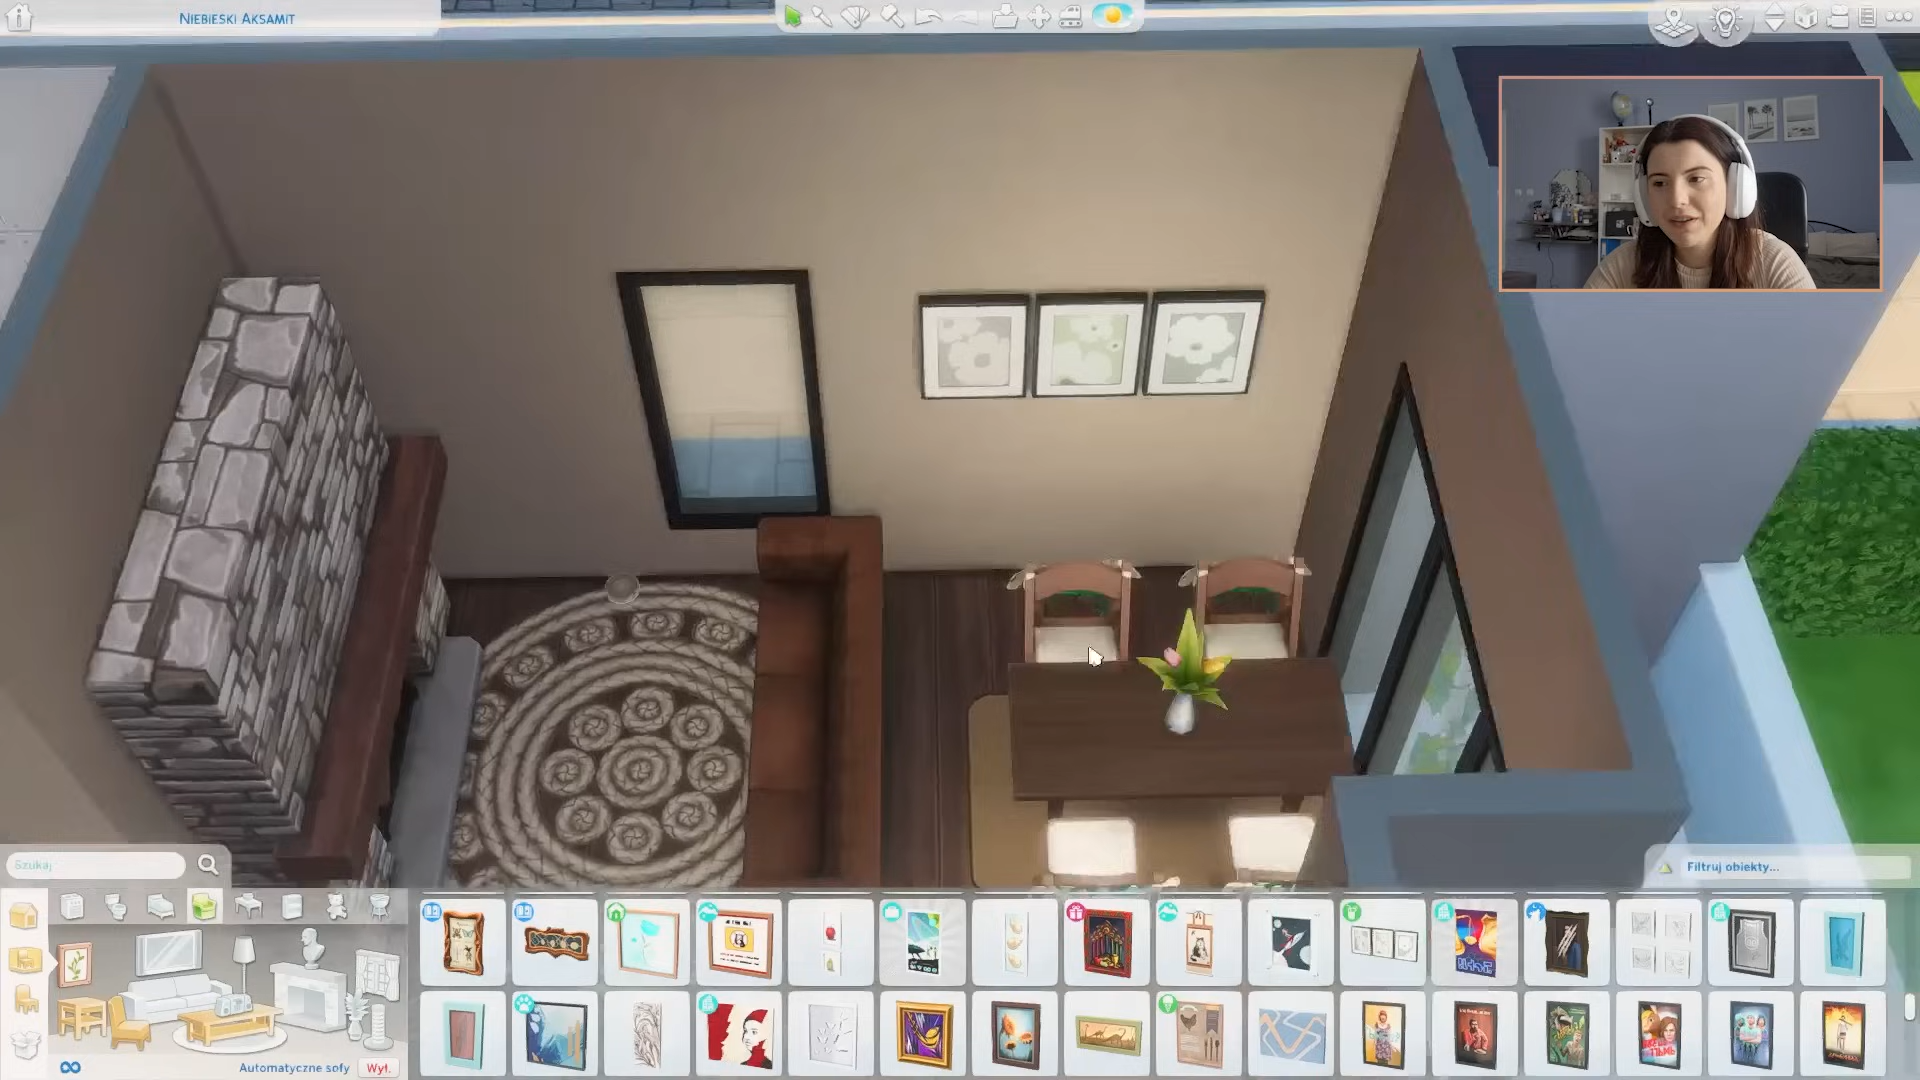 Niebieski Aksamit
Szukaj
Filtruj obiekty...
Automatyczne sofy
Wył.